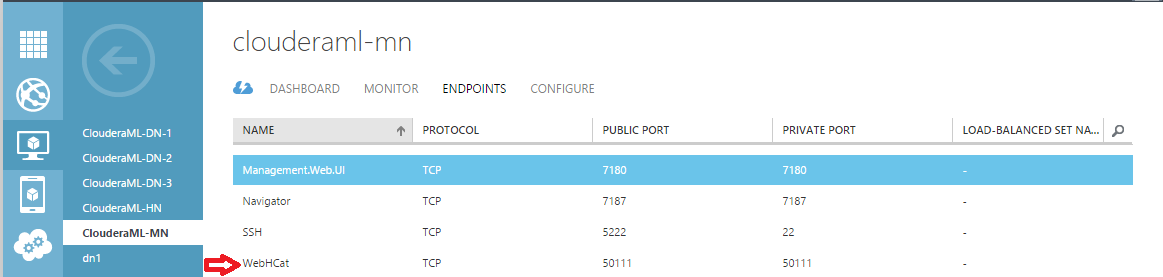 clouderaml-mn
DASHBOARD MONITOR ENDPOINTS CONFIGURE
ClouderaML-DN-1
ClouderaML-DN-2
ClouderaML-DN-3
ClouderaML-HN
ClouderaML-MN
dn1
NAME PROTOCOL PUBLIC PORT PRIVATE PORT LOAD-BALANCED SET NA...
Management.Web.UI TCP 7180 7180 -
Navigator TCP 7187 7187 -
SSH TCP 5222 22 -
WebHCat TCP 50111 50111 -